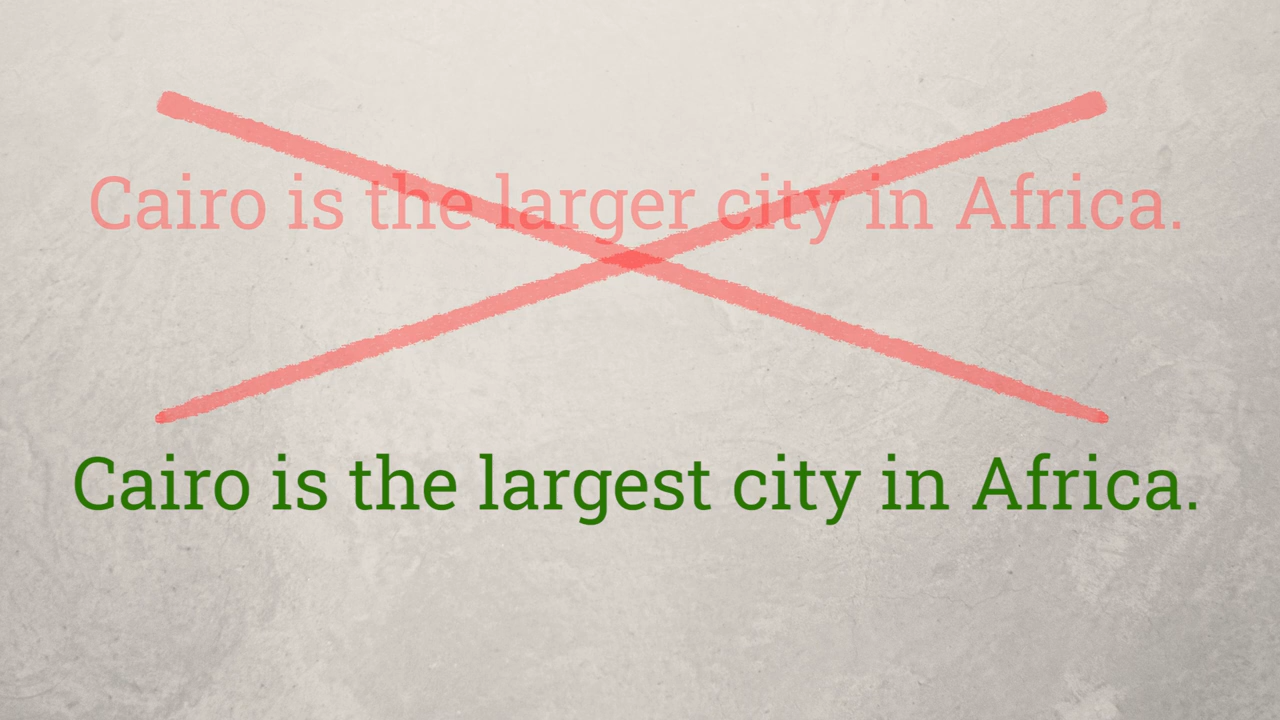 Cairo is the larger city in Africa.
Cairo is the largest city in Africa.